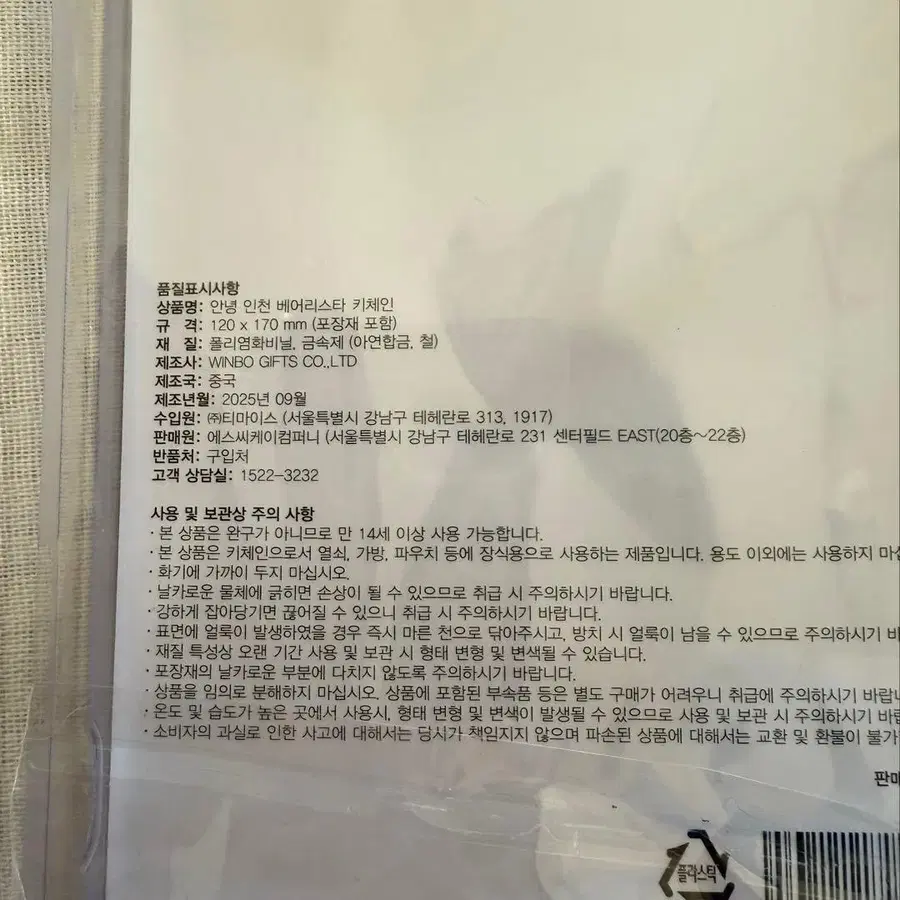 품질표시사항
상품명: 안녕 인천 베어리스타 키체인
규 격: 120 x 170 mm (포장재 포함)
재 질: 폴리염화비닐, 금속제 (아연합금, 철)
제조사: WINBO GIFTS CO.,LTD
제조국: 중국
제조년월: 2025년 09월
수입원: ㈜티마이스 (서울특별시 강남구 테헤란로 313, 1917)
판매원: 에스씨케이컴퍼니 (서울특별시 강남구 테헤란로 231 센터필드 EAST(20층~22층)
반품처: 구입처
고객 상담실: 1522-3232
사용 및 보관상 주의 사항
· 본 상품은 완구가 아니므로 만 14세 이상 사용 가능합니다.
· 본 상품은 키체인으로서 열쇠, 가방, 파우치 등에 장식용으로 사용하는 제품입니다. 용도 이외에는 사용하지
· 화기에 가까이 두지 마십시오.
· 날카로운 물체에 긁히면 손상이 될 수 있으므로 취급 시 주의하시기 바랍니다.
· 강하게 잡아당기면 끊어질 수 있으니 취급 시 주의하시기 바랍니다.
· 표면에 얼룩이 발생하였을 경우 즉시 마른 천으로 닦아주시고, 방치 시 얼룩이 남을 수 있으므로 주의하시기
· 재질 특성상 오랜 기간 사용 및 보관 시 형태 변형 및 변색될 수 있습니다.
· 포장재의 날카로운 부분에 다치지 않도록 주의하시기 바랍니다.
· 상품을 임의로 분해하지 마십시오. 상품에 포함된 부속품 등은 별도 구매가 어려우니 취급에 주의하시기
· 온도 및 습도가 높은 곳에서 사용시, 형태 변형 및 변색이 발생될 수 있으므로 사용 및 보관 시 주의하시기
· 소비자의 과실로 인한 사고에 대해서는 당사가 책임지지 않으며 파손된 상품에 대해서는 교환 및 환불이
플라스틱